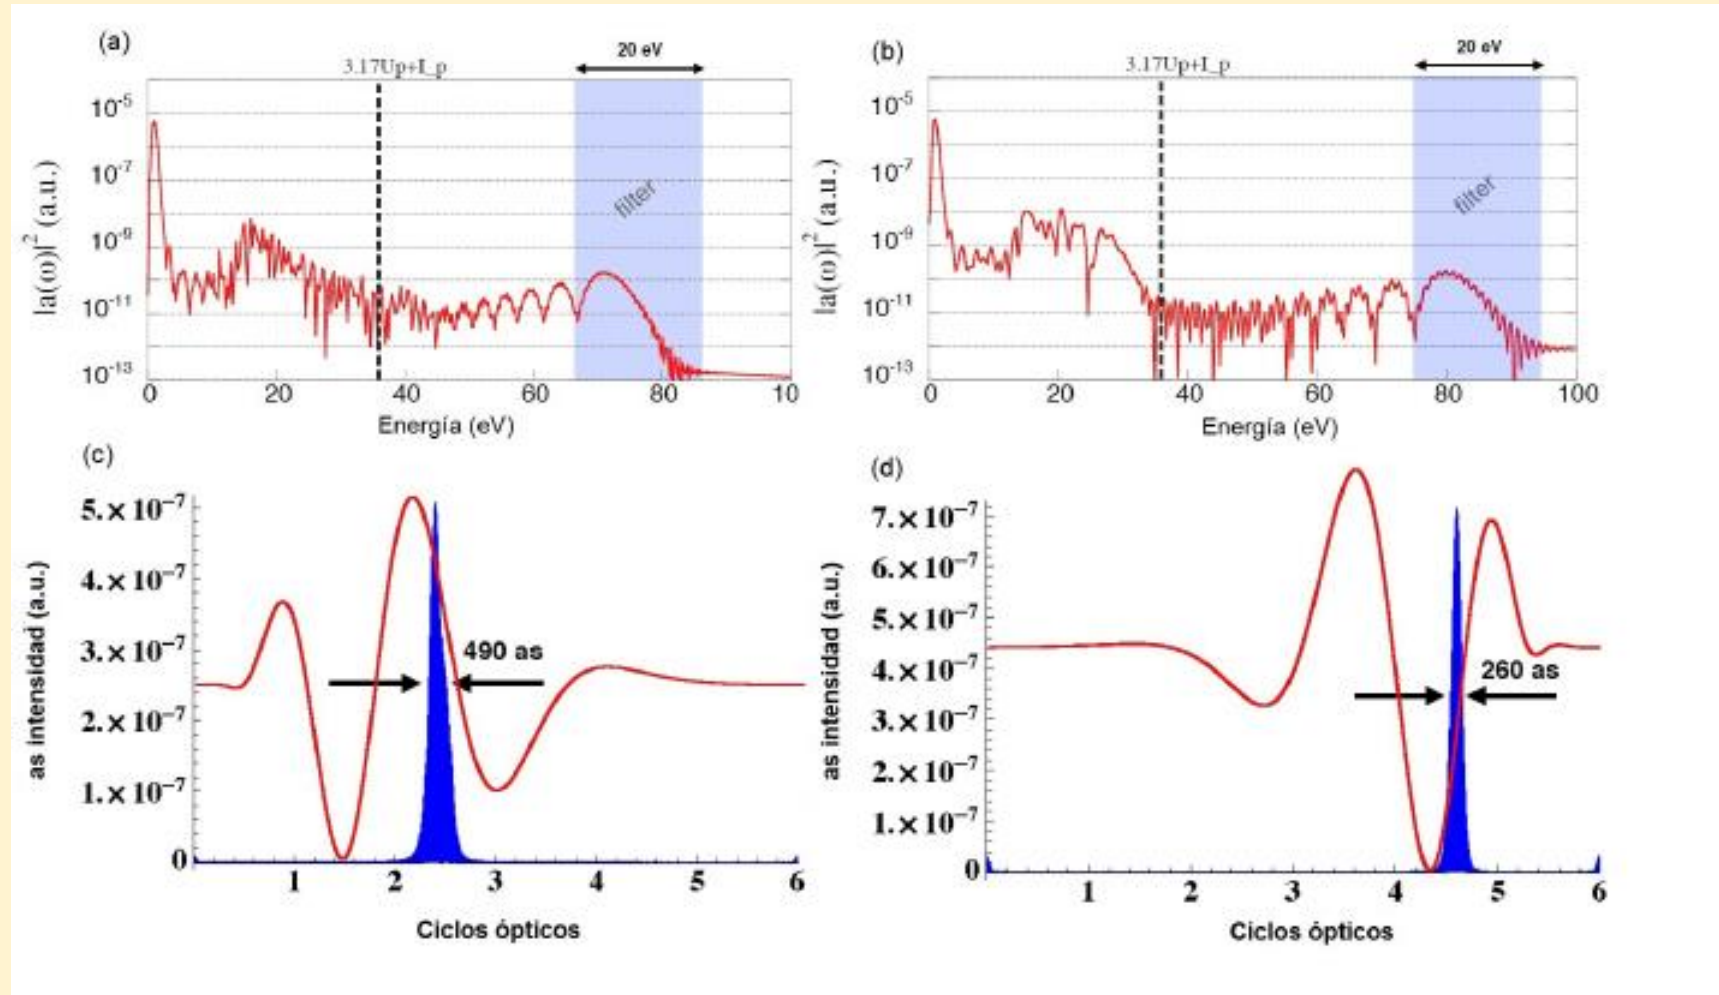 (a)
3.17Up+I_p
20 eV
10-5
10-7
10-9
10-11
10-13
|a(ω)|2 (a.u.)
filter
0 20 40 60 80 10
Energía (eV)
(b)
3.17Up+I_p
20 eV
10-5
10-7
10-9
10-11
10-13
|a(ω)|2 (a.u.)
filter
0 20 40 60 80 100
Energía (eV)
(c)
5.×10−7
4.×10−7
3.×10−7
2.×10−7
1.×10−7
0
as intensidad (a.u.)
490 as
1 2 3 4 5 6
Ciclos ópticos
(d)
7.×10−7
6.×10−7
5.×10−7
4.×10−7
3.×10−7
2.×10−7
1.×10−7
0
as intensidad (a.u.)
260 as
1 2 3 4 5 6
Ciclos ópticos